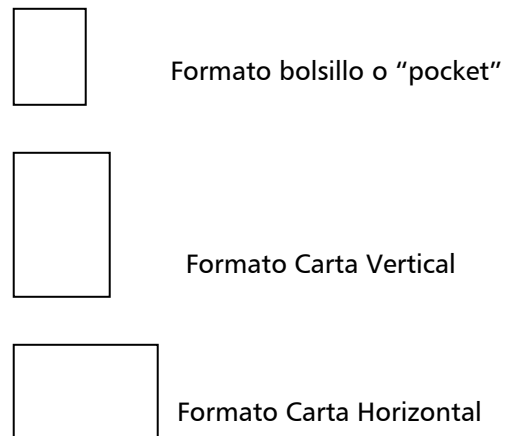 Formato bolsillo o “pocket”
Formato Carta Vertical
Formato Carta Horizontal